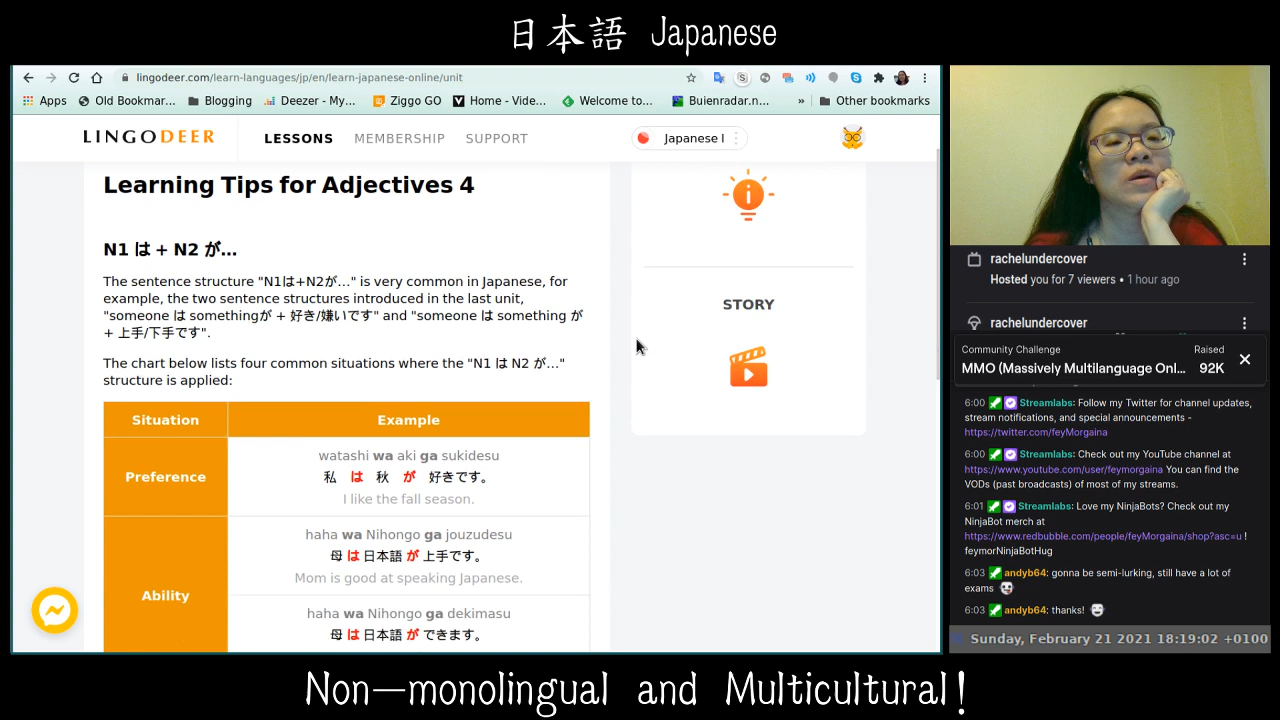 日本語 Japanese
lingodeer.com/learn-languages/jp/en/learn-japanese-online/unit
Apps Old Bookmar... Blogging Deezer - My... Ziggo GO Home - Vide... Welcome to... Buienradar.n... » Other bookmarks
LINGODEER LESSONS MEMBERSHIP SUPPORT Japanese I
Learning Tips for Adjectives 4
N1 は + N2 が...
The sentence structure "N1は+N2が..." is very common in Japanese, for
example, the two sentence structures introduced in the last unit,
"someone は somethingが + 好き/嫌いです" and "someone は something が
+ 上手/下手です".
The chart below lists four common situations where the "N1 は N2 が..."
structure is applied:
Situation Example
Preference
watashi wa aki ga sukidesu
私 は 秋 が 好きです。
I like the fall season.
Ability
haha wa Nihongo ga jouzudesu
母 は 日本語 が 上手です。
Mom is good at speaking Japanese.
haha wa Nihongo ga dekimasu
母 は 日本語 が できます。
STORY
rachelundercover
Hosted you for 7 viewers • 1 hour ago
rachelundercover
Community Challenge Raised
MMO (Massively Multilanguage Onl... 92K
6:00 Streamlabs: Follow my Twitter for channel updates,
stream notifications, and special announcements -
https://twitter.com/feyMorgaina
6:00 Streamlabs: Check out my YouTube channel at
https://www.youtube.com/user/feymorgaina You can find the
VODs (past broadcasts) of most of my streams.
6:01 Streamlabs: Love my NinjaBots? Check out my
NinjaBot merch at
https://www.redbubble.com/people/feyMorgaina/shop?asc=u !
feymorNinjaBotHug
6:03 andyb64: gonna be semi-lurking, still have a lot of
exams
6:03 andyb64: thanks!
Sunday, February 21 2021 18:19:02 +0100
Non-monolingual and Multicultural!